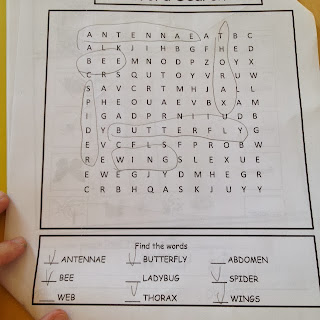 A N T E N N A E A T B C
A L K J I H B G F H E D
B E E M N O D P Z O Y X
C R S Q U T O Y V R U W
S A V C R T M H J A L L
P H E O U A E V B X A M
I G A D P R N I I U D B
D Y B U T T E R F L Y G
E V C F L S F P R O B W
R E W I N G S L E X U E
E E W E G J Y D M H E G R
C R B H Q A S K J U Y Y
Find the words
ANTENNAE BUTTERFLY ABDOMEN
BEE LADYBUG SPIDER
WEB THORAX WINGS